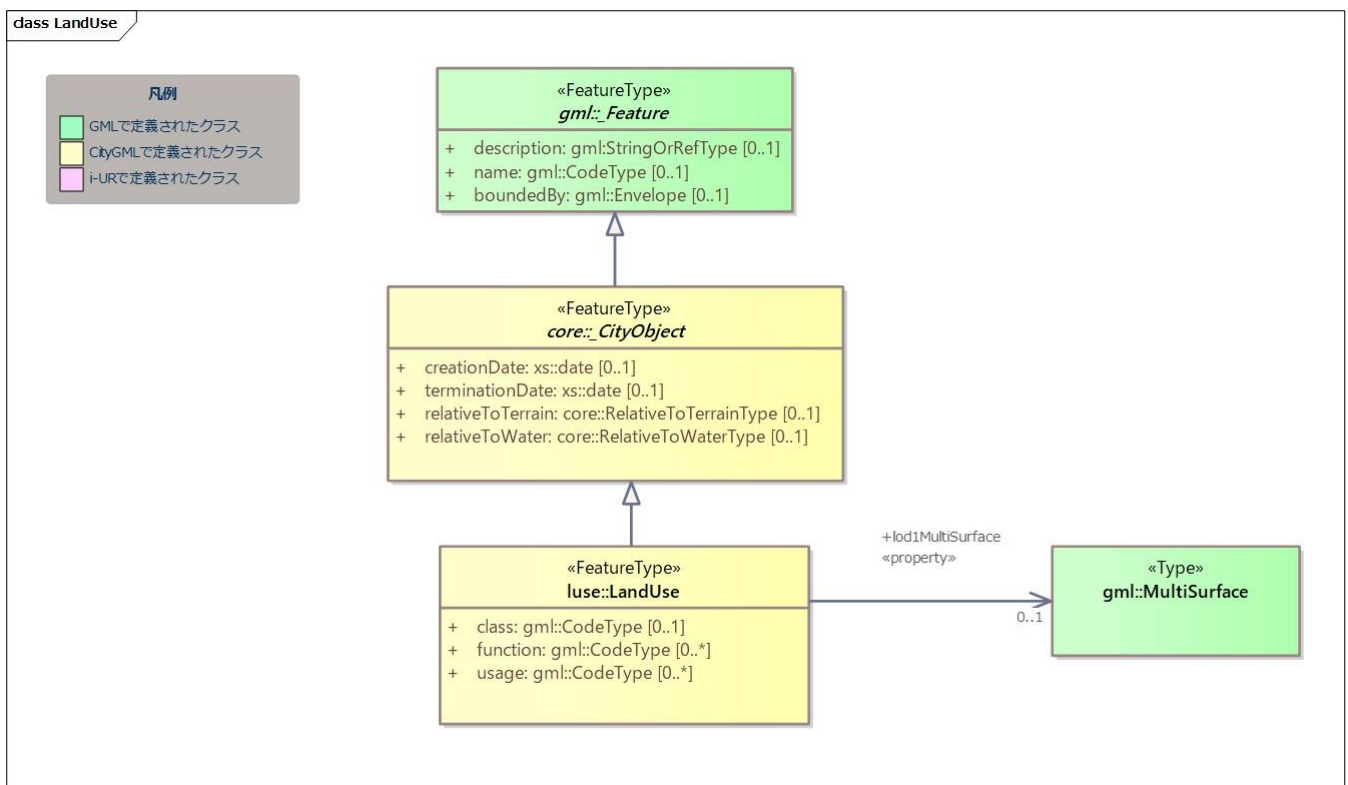 class LandUse
凡例
GMLで定義されたクラス
CityGMLで定義されたクラス
i-URで定義されたクラス
«FeatureType»
gml::_Feature
+ description: gml:StringOrRefType [0..1]
+ name: gml::CodeType [0..1]
+ boundedBy: gml::Envelope [0..1]
«FeatureType»
core::_CityObject
+ creationDate: xs::date [0..1]
+ terminationDate: xs::date [0..1]
+ relativeToTerrain: core::RelativeToTerrainType [0..1]
+ relativeToWater: core::RelativeToWaterType [0..1]
«FeatureType»
luse::LandUse
+ class: gml::CodeType [0..1]
+ function: gml::CodeType [0..*]
+ usage: gml::CodeType [0..*]
+lod1MultiSurface
«property»
0..1
«Type»
gml::MultiSurface